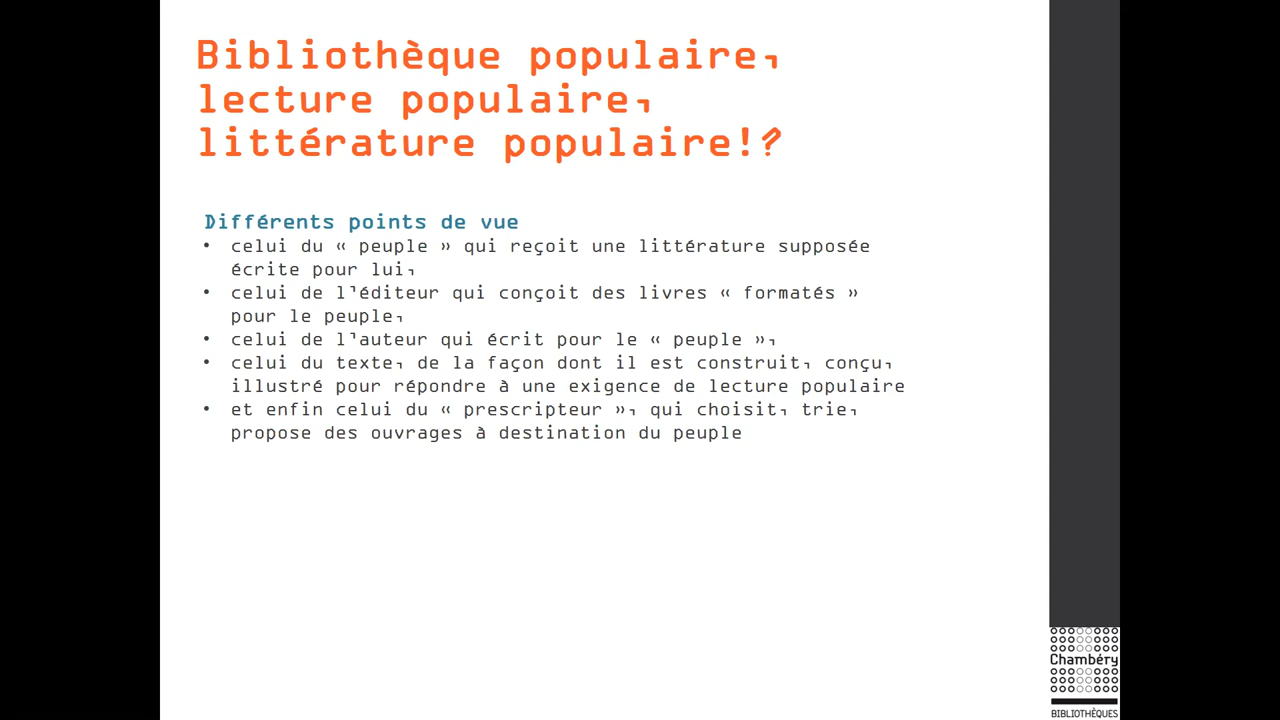 Bibliothèque populaire,
lecture populaire,
littérature populaire!?
Différents points de vue
• celui du « peuple » qui reçoit une littérature supposée
écrite pour lui,
• celui de l'éditeur qui conçoit des livres « formatés »
pour le peuple,
• celui de l'auteur qui écrit pour le « peuple »,
• celui du texte, de la façon dont il est construit, conçu,
illustré pour répondre à une exigence de lecture populaire
• et enfin celui du « prescripteur », qui choisit, trie,
propose des ouvrages à destination du peuple
Chambéry
BIBLIOTHÈQUES